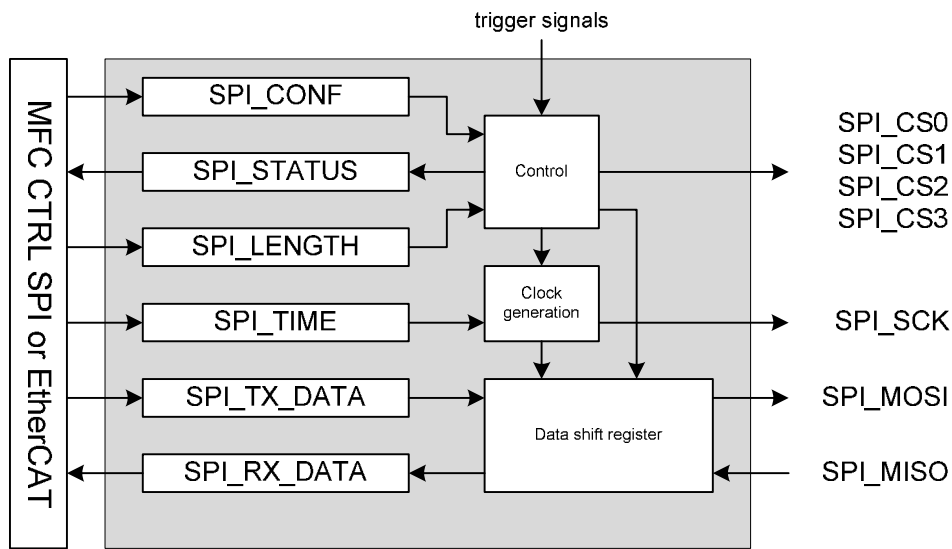 trigger signals
MFC CTRL SPI or EtherCAT
SPI_CONF
SPI_STATUS
SPI_LENGTH
SPI_TIME
SPI_TX_DATA
SPI_RX_DATA
Control
Clock
generation
Data shift register
SPI_CS0
SPI_CS1
SPI_CS2
SPI_CS3
SPI_SCK
SPI_MOSI
SPI_MISO